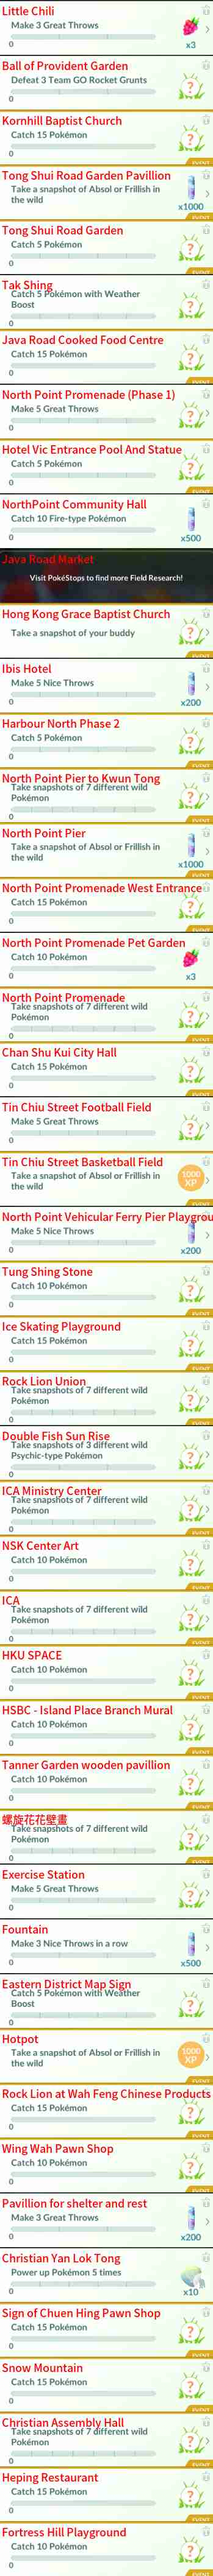 Little Chili
Make 3 Great Throws
0
x3
Ball of Provident Garden
Defeat 3 Team GO Rocket Grunts
?
0
Kornhill Baptist Church
Catch 15 Pokémon
?
0
EVENT
Tong Shui Road Garden Pavillion
Take a snapshot of Absol or Frillish in
the wild
x1000
0
EVENT
Tong Shui Road Garden
Catch 5 Pokémon
?
0
Tak Shing
Catch 5 Pokémon with Weather
Boost
?
0
Java Road Cooked Food Centre
Catch 15 Pokémon
?
0
EVENT
North Point Promenade (Phase 1)
Make 5 Great Throws
?
0
Hotel Vic Entrance Pool And Statue
Catch 5 Pokémon
?
0
EVENT
NorthPoint Community Hall
Catch 10 Fire-type Pokémon
0
x500
Java Road Market
Visit PokéStops to find more Field Research!
Hong Kong Grace Baptist Church
Take a snapshot of your buddy
?
Ibis Hotel
Make 5 Nice Throws
0
x200
Harbour North Phase 2
Catch 5 Pokémon
?
0
EVENT
North Point Pier to Kwun Tong
Take snapshots of 7 different wild
Pokémon
?
0
EVENT
North Point Pier
Take a snapshot of Absol or Frillish in
the wild
x1000
0
EVENT
North Point Promenade West Entrance
Catch 15 Pokémon
?
0
North Point Promenade Pet Garden
Catch 10 Pokémon
0
x3
North Point Promenade
Take snapshots of 7 different wild
Pokémon
?
0
EVENT
Chan Shu Kui City Hall
Catch 15 Pokémon
?
0
Tin Chiu Street Football Field
Make 5 Great Throws
?
0
Tin Chiu Street Basketball Field
Take a snapshot of Absol or Frillish in
the wild
1000
XP
EVENT
North Point Vehicular Ferry Pier Playgrou
Make 5 Nice Throws
0
x200
Tung Shing Stone
Catch 10 Pokémon
?
0
EVENT
Ice Skating Playground
Catch 15 Pokémon
?
0
EVENT
Rock Lion Union
Take snapshots of 7 different wild
Pokémon
?
0
EVENT
Double Fish Sun Rise
Take snapshots of 3 different wild
Psychic-type Pokémon
?
0
ICA Ministry Center
Take snapshots of 7 different wild
Pokémon
?
0
EVENT
NSK Center Art
Catch 10 Pokémon
?
0
EVENT
ICA
Take snapshots of 7 different wild
Pokémon
?
0
EVENT
HKU SPACE
Catch 10 Pokémon
?
0
EVENT
HSBC - Island Place Branch Mural
Catch 10 Pokémon
?
0
EVENT
Tanner Garden wooden pavillion
Catch 10 Pokémon
?
0
EVENT
螺旋花花壁畫
Take snapshots of 7 different wild
Pokémon
?
0
EVENT
Exercise Station
Make 5 Great Throws
?
0
Fountain
Make 3 Nice Throws in a row
0
x500
Eastern District Map Sign
Catch 5 Pokémon with Weather
Boost
?
0
Hotpot
Take a snapshot of Absol or Frillish in
the wild
1000
XP
EVENT
Rock Lion at Wah Feng Chinese Products
Catch 15 Pokémon
?
0
EVENT
Wing Wah Pawn Shop
Catch 10 Pokémon
?
0
EVENT
Pavillion for shelter and rest
Make 3 Great Throws
0
x200
Christian Yan Lok Tong
Power up Pokémon 5 times
0
x10
Sign of Chuen Hing Pawn Shop
Catch 15 Pokémon
?
0
EVENT
Snow Mountain
Catch 15 Pokémon
?
0
EVENT
Christian Assembly Hall
Take snapshots of 7 different wild
Pokémon
?
0
EVENT
Heping Restaurant
Catch 15 Pokémon
?
0
EVENT
Fortress Hill Playground
Catch 10 Pokémon
?
0
EVENT